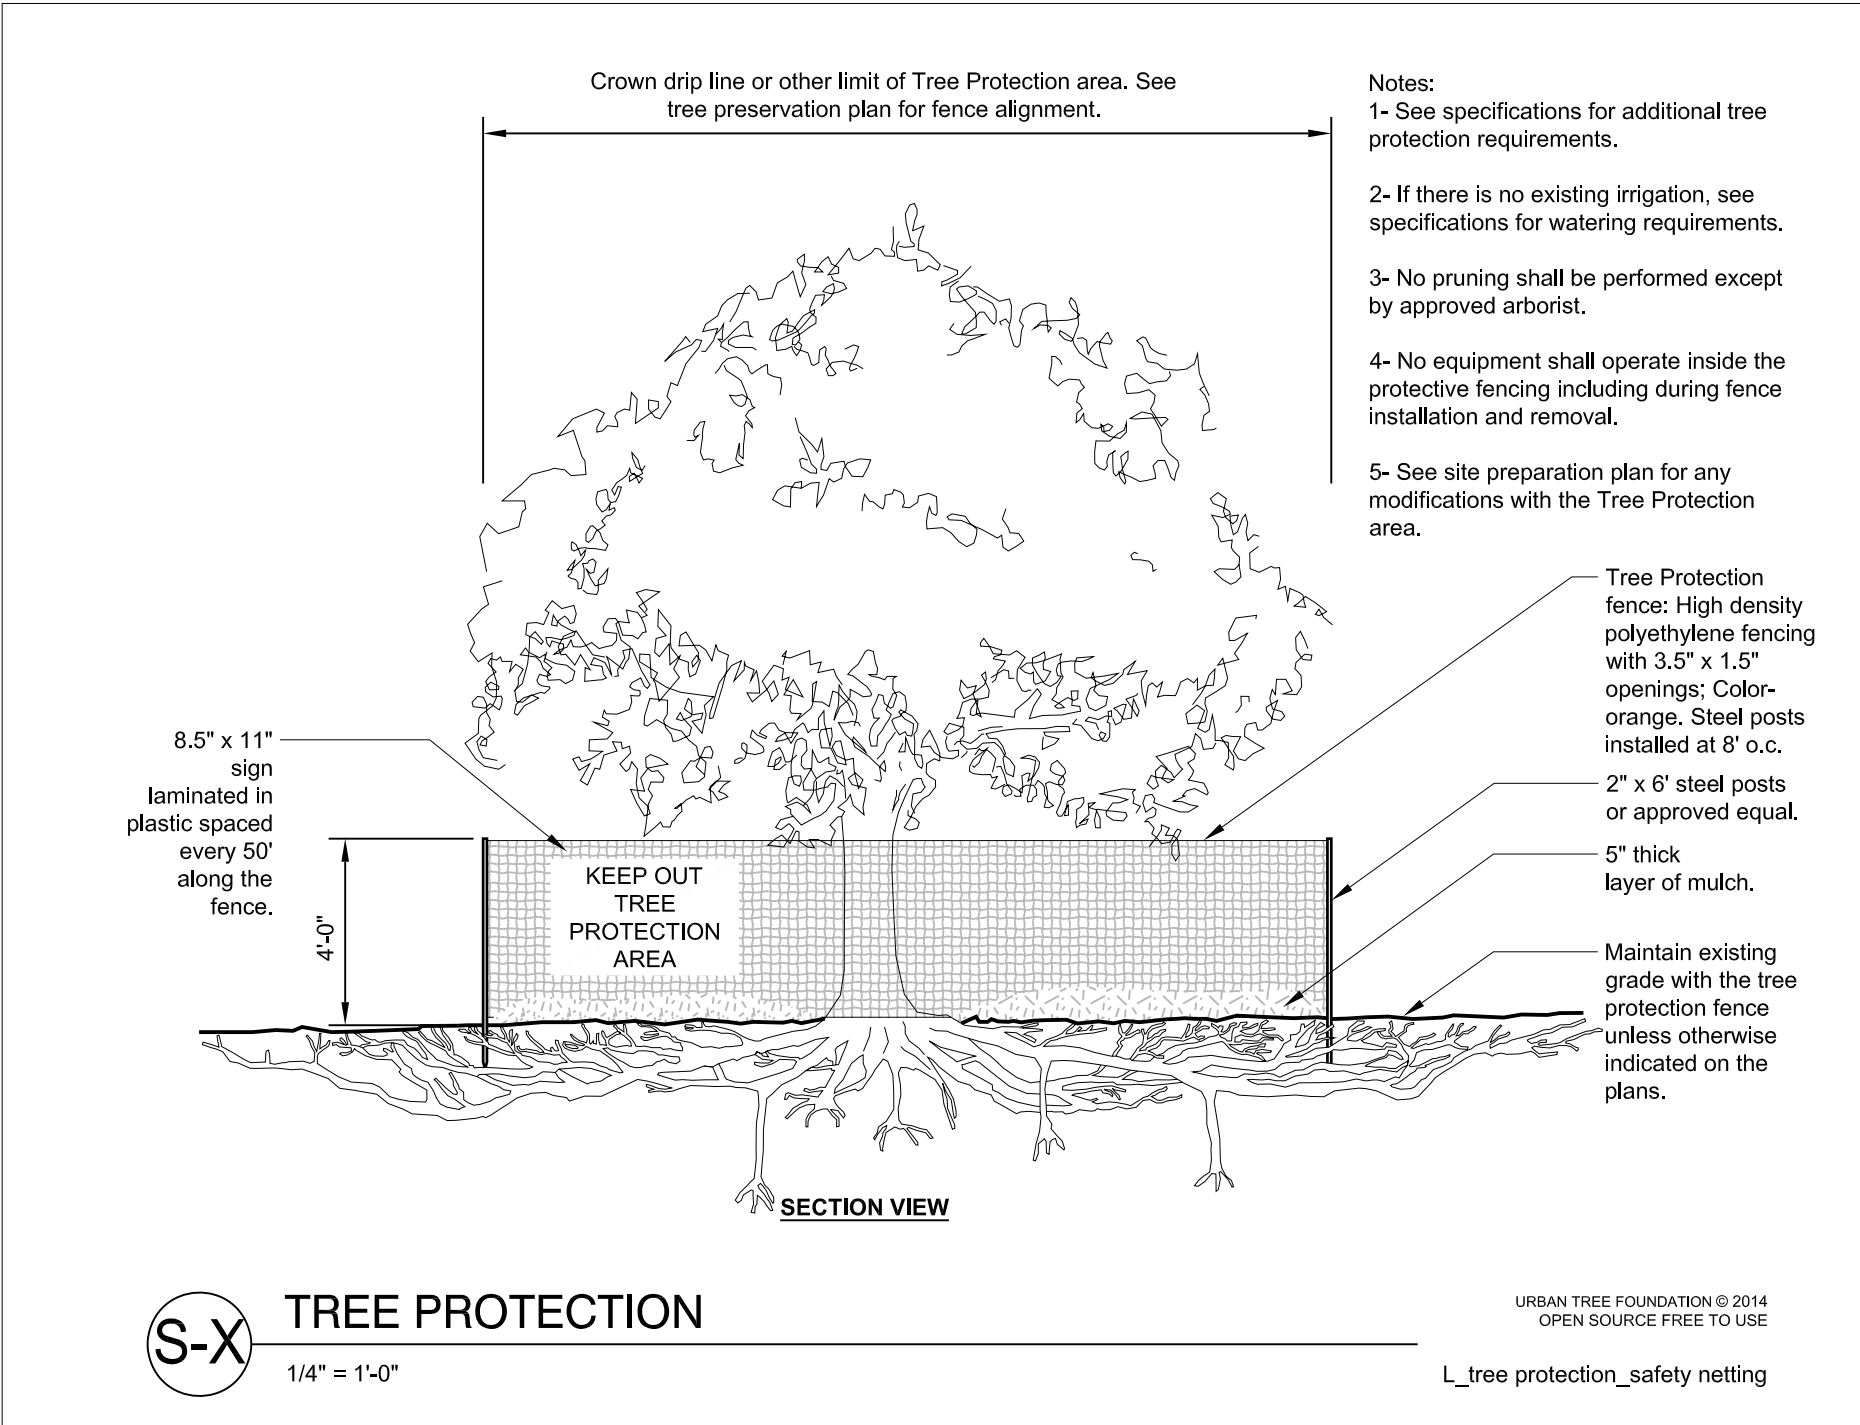 Crown drip line or other limit of Tree Protection area. See
tree preservation plan for fence alignment.
Notes:
1- See specifications for additional tree
protection requirements.
2- If there is no existing irrigation, see
specifications for watering requirements.
3- No pruning shall be performed except
by approved arborist.
4- No equipment shall operate inside the
protective fencing including during fence
installation and removal.
5- See site preparation plan for any
modifications with the Tree Protection
area.
Tree Protection
fence: High density
polyethylene fencing
with 3.5" x 1.5"
openings; Color-
orange. Steel posts
installed at 8' o.c.
2" x 6' steel posts
or approved equal.
5" thick
layer of mulch.
Maintain existing
grade with the tree
protection fence
unless otherwise
indicated on the
plans.
8.5" x 11"
sign
laminated in
plastic spaced
every 50'
along the
fence.
4'-0"
KEEP OUT
TREE
PROTECTION
AREA
SECTION VIEW
S-X
TREE PROTECTION
1/4" = 1'-0"
URBAN TREE FOUNDATION © 2014
OPEN SOURCE FREE TO USE
L_tree protection_safety netting